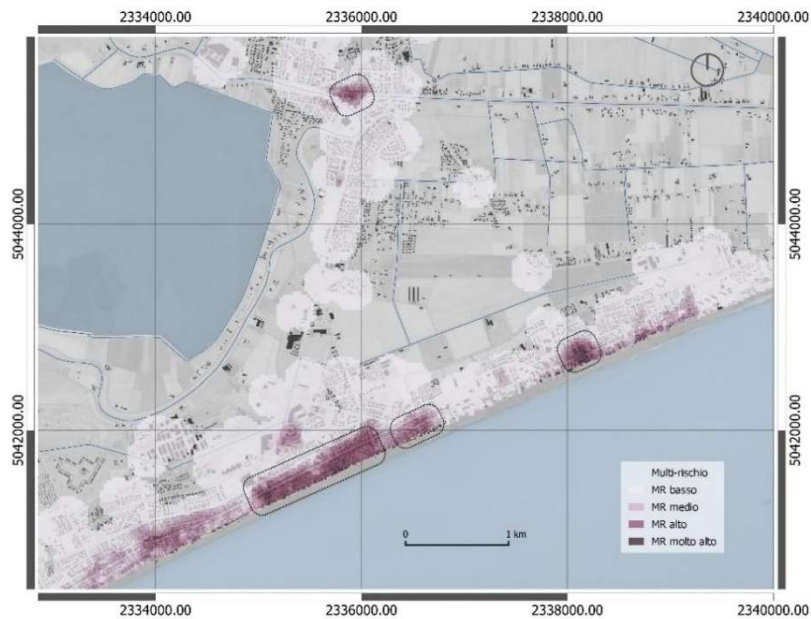 2334000.00 2336000.00 2338000.00 2340000.00
5044000.00 5044000.00
5042000.00 5042000.00
Multi-rischio
MR basso
MR medio
MR alto
MR molto alto
0 1 km
2334000.00 2336000.00 2338000.00 2340000.00